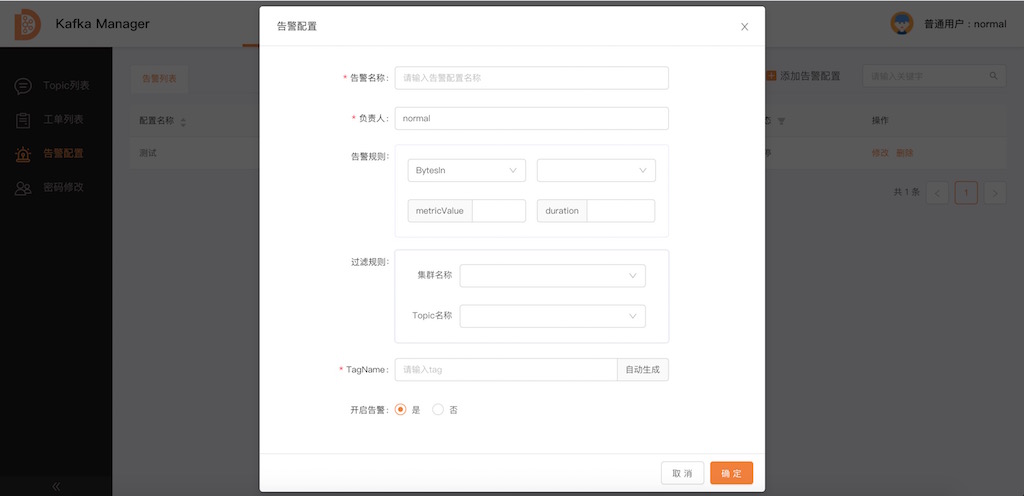 Kafka Manager
普通用户：normal
告警配置
Topic列表
工单列表
告警配置
密码修改
告警列表
添加告警配置
请输入关键字
配置名称
操作
测试
修改 删除
共 1 条
1
* 告警名称:
请输入告警配置名称
* 负责人:
normal
告警规则:
BytesIn
metricValue
duration
过滤规则:
集群名称
Topic名称
* TagName:
请输入tag
自动生成
开启告警:
是
否
取 消
确 定